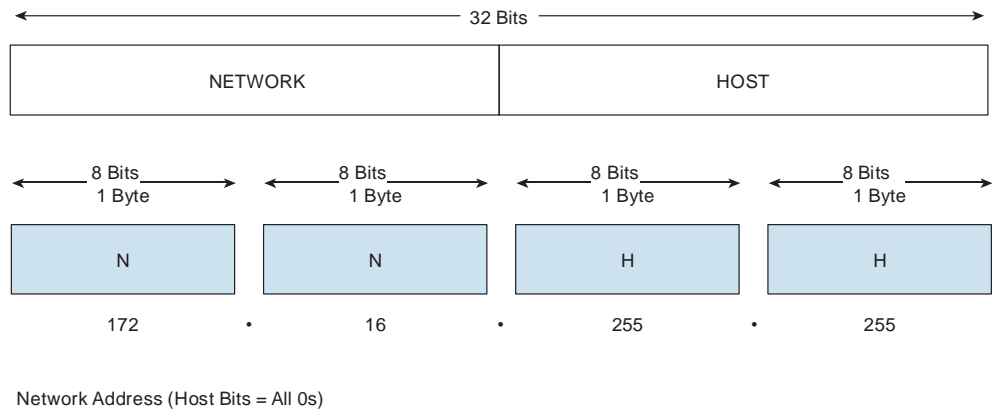 32 Bits
NETWORK HOST
8 Bits 8 Bits 8 Bits 8 Bits
1 Byte 1 Byte 1 Byte 1 Byte
N N H H
172 • 16 • 255 • 255
Network Address (Host Bits = All 0s)